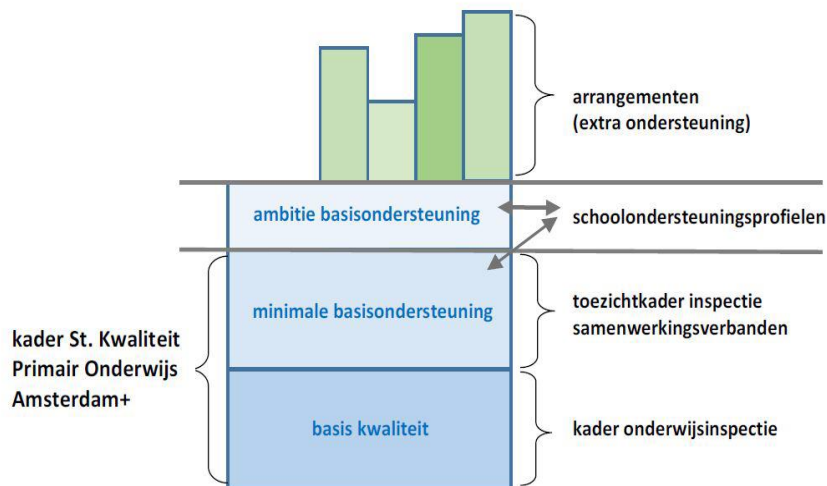 arrangementen
(extra ondersteuning)
ambitie basisondersteuning
schoolondersteuningsprofielen
minimale basisondersteuning
toezichtkader inspectie
samenwerkingsverbanden
kader St. Kwaliteit
Primair Onderwijs
Amsterdam+
basis kwaliteit
kader onderwijsinspectie